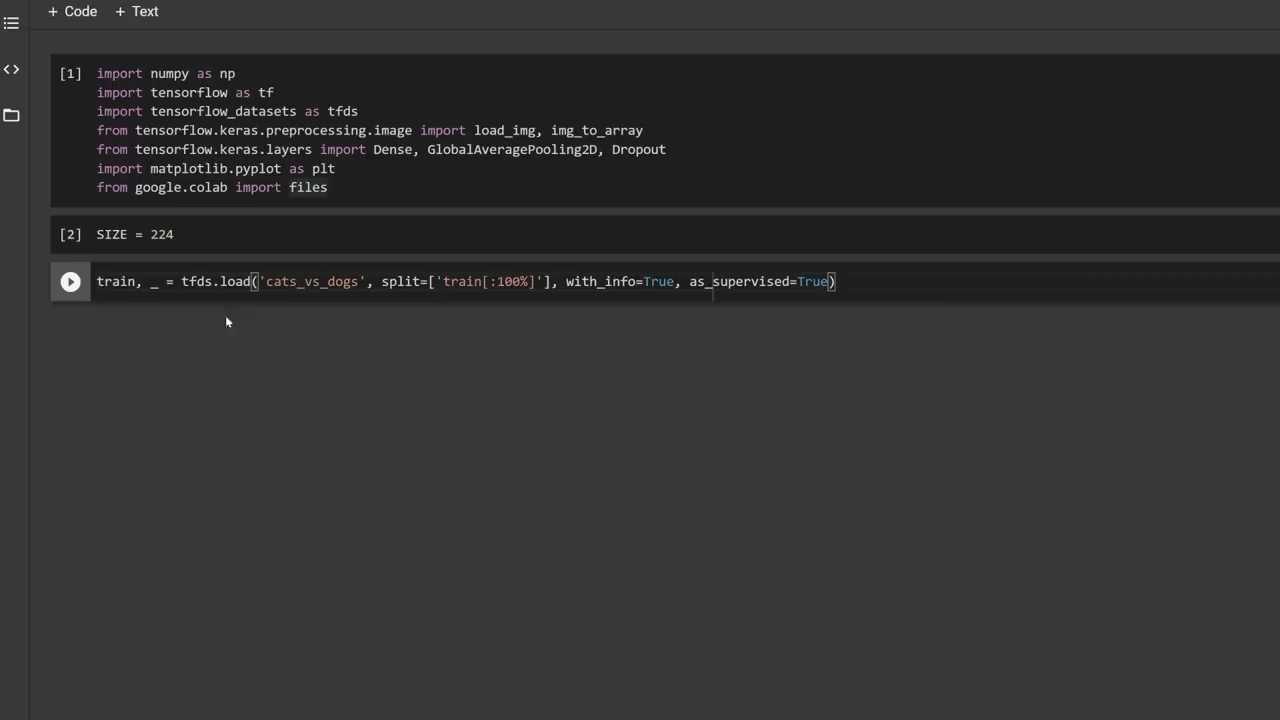 + Code + Text
[1] import numpy as np
import tensorflow as tf
import tensorflow_datasets as tfds
from tensorflow.keras.preprocessing.image import load_img, img_to_array
from tensorflow.keras.layers import Dense, GlobalAveragePooling2D, Dropout
import matplotlib.pyplot as plt
from google.colab import files
[2] SIZE = 224
train, _ = tfds.load('cats_vs_dogs', split=['train[:100%]'], with_info=True, as_supervised=True)